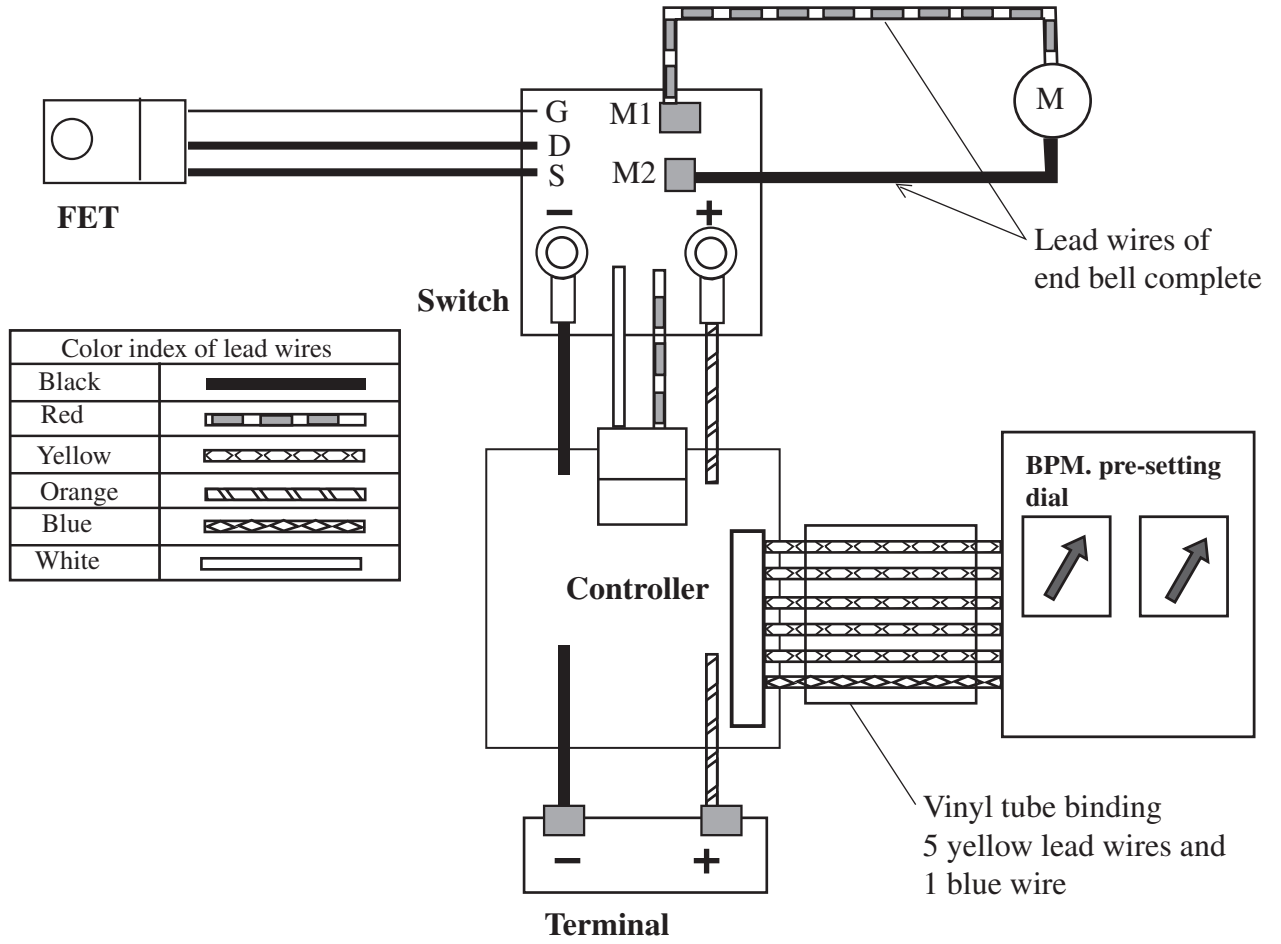 G
M1
M
D
S
M2
FET
− +
Lead wires of
end bell complete
Switch
Color index of lead wires
Black
Red
Yellow
Orange
Blue
White
BPM. pre-setting
dial
Controller
Vinyl tube binding
5 yellow lead wires and
1 blue wire
− +
Terminal